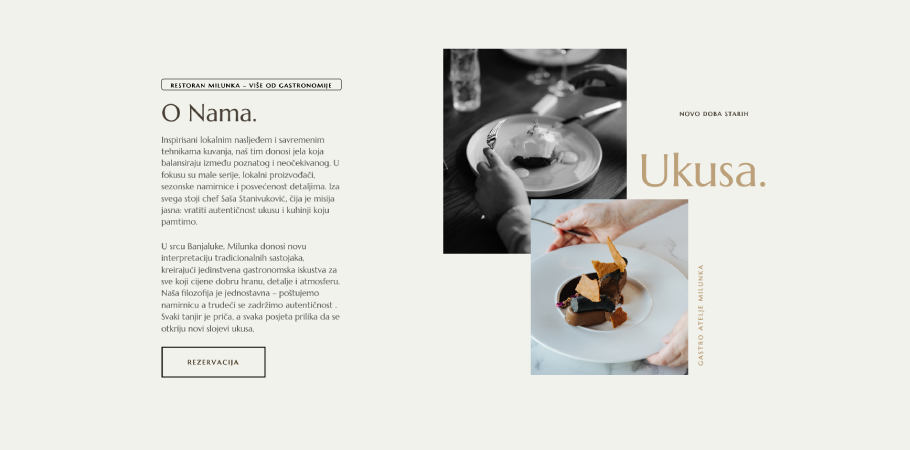 RESTORAN MILUNKA – VIŠE OD GASTRONOMIJE
O Nama.
Inspirisani lokalnim nasljeđem i savremenim
tehnikama kuvanja, naš tim donosi jela koja
balansiraju između poznatog i neočekivanog. U
fokusu su male serije, lokalni proizvođači,
sezonske namirnice i posvećenost detaljima. Iza
svega stoji chef Saša Stanivuković, čija je misija
jasna: vratiti autentičnost ukusu i kuhinji koju
pamtimo.
U srcu Banjaluke, Milunka donosi novu
interpretaciju tradicionalnih sastojaka,
kreirajući jedinstvena gastronomska iskustva za
sve koji cijene dobru hranu, detalje i atmosferu.
Naša filozofija je jednostavna – poštujemo
namirnicu a trudeći se zadržimo autentičnost .
Svaki tanjir je priča, a svaka posjeta prilika da se
otkriju novi slojevi ukusa.
REZERVACIJA
NOVO DOBA STARIH
Ukusa.
GASTRO ATELJE MILUNKA